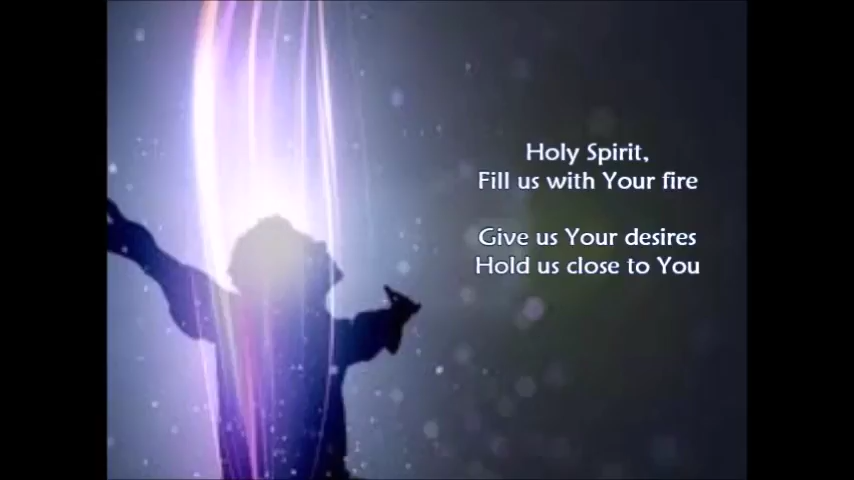 Holy Spirit,
Fill us with Your fire
Give us Your desires
Hold us close to You